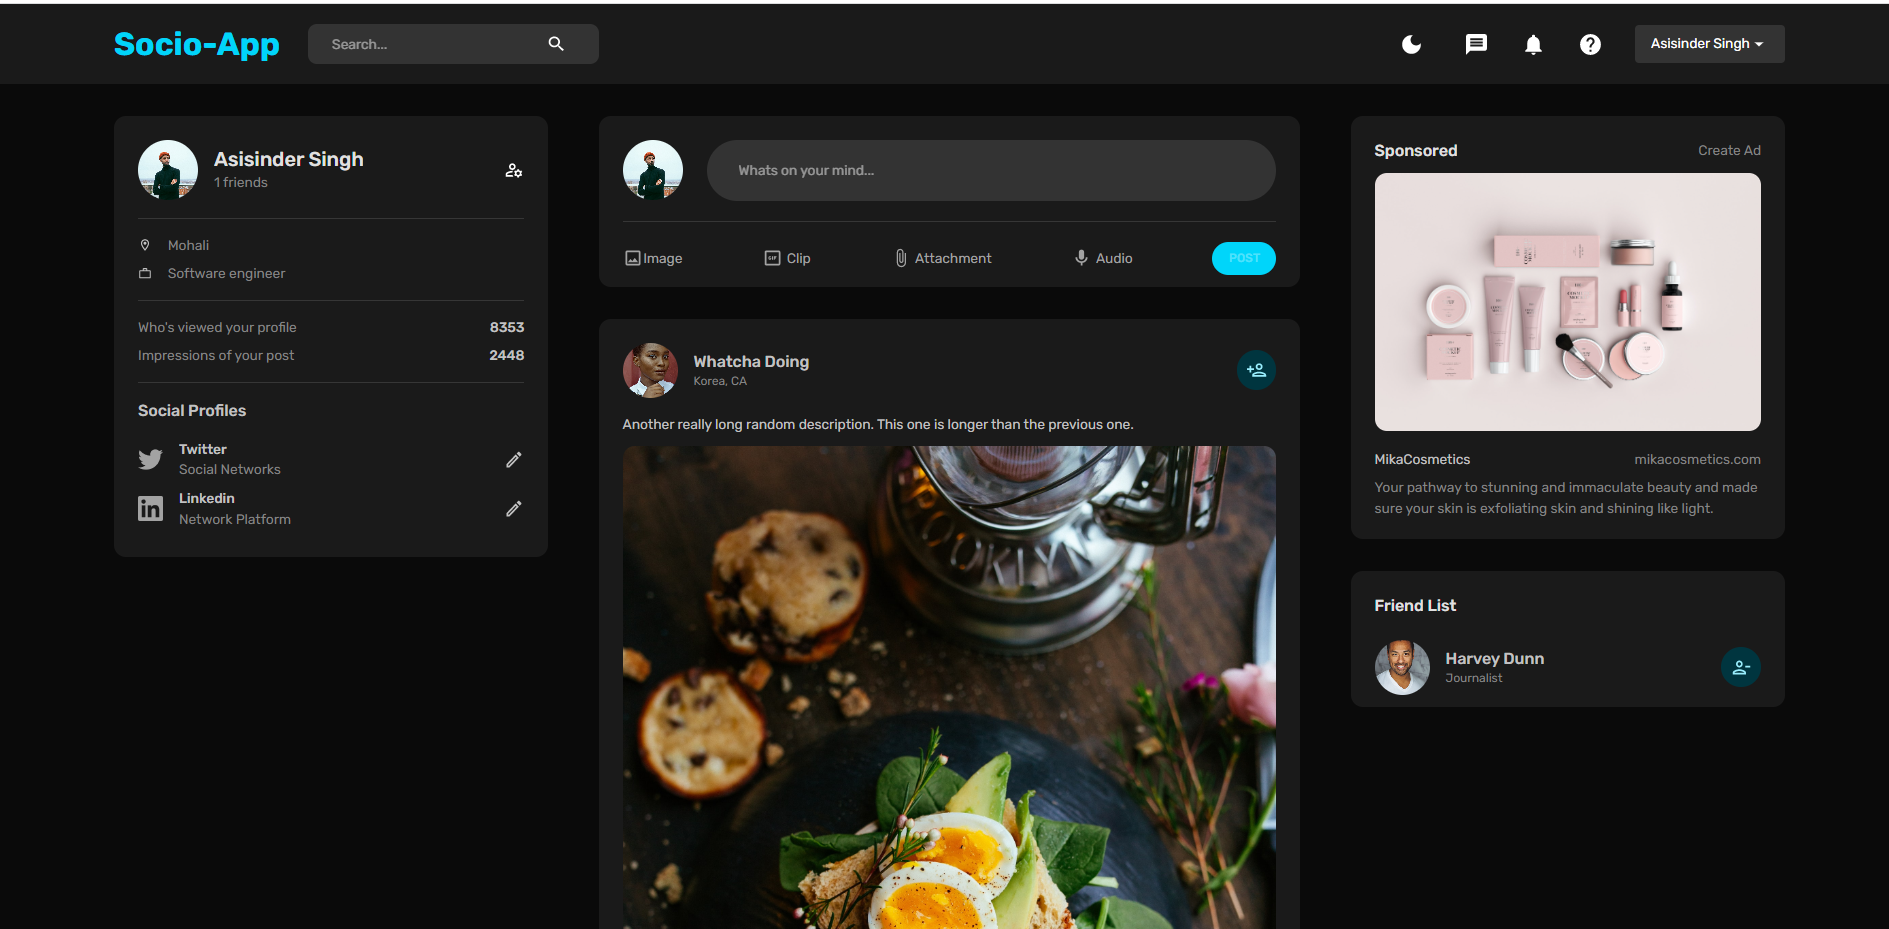 Socio-App
Search...
Asisinder Singh
Asisinder Singh
1 friends
Mohali
Software engineer
Who's viewed your profile 8353
Impressions of your post 2448
Social Profiles
Twitter
Social Networks
Linkedin
Network Platform
Whats on your mind...
Image
GIF Clip
Attachment
Audio
POST
Whatcha Doing
Korea, CA
Another really long random description. This one is longer than the previous one.
Sponsored Create Ad
MikaCosmetics mikacosmetics.com
Your pathway to stunning and immaculate beauty and made
sure your skin is exfoliating skin and shining like light.
Friend List
Harvey Dunn
Journalist